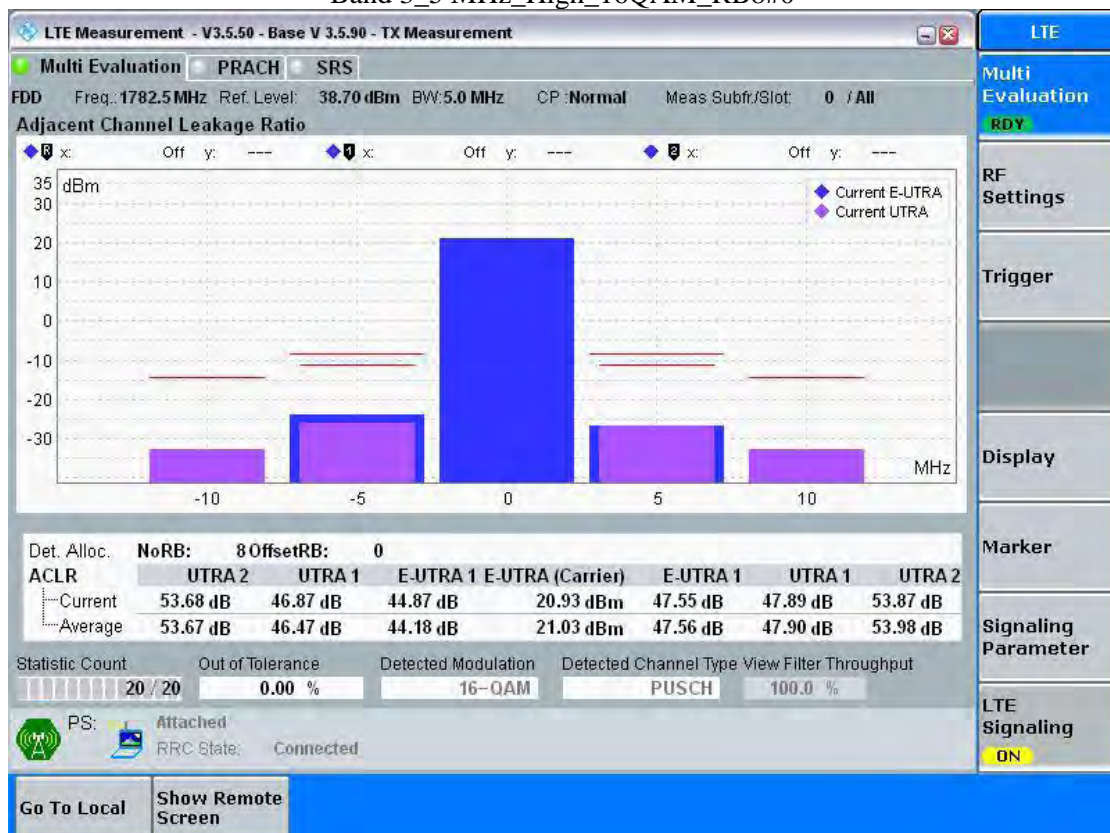 LTE Measurement - V3.5.50 - Base V 3.5.90 - TX Measurement
LTE
Multi Evaluation PRACH SRS
Multi Evaluation
RDY
FDD Freq.: 1782.5 MHz Ref. Level: 38.70 dBm BW: 5.0 MHz CP : Normal Meas Subfr./Slot: 0 / All
Adjacent Channel Leakage Ratio
R x: Off y: --- 1 x: Off y: --- 2 x: Off y: ---
35 dBm
30
20
10
0
-10
-20
-30
Current E-UTRA
Current UTRA
MHz
-10 -5 0 5 10
RF Settings
Trigger
Display
Marker
Signaling Parameter
LTE Signaling
ON
Det. Alloc. NoRB: 8 OffsetRB: 0
ACLR UTRA 2 UTRA 1 E-UTRA 1 E-UTRA (Carrier) E-UTRA 1 UTRA 1 UTRA 2
Current 53.68 dB 46.87 dB 44.87 dB 20.93 dBm 47.55 dB 47.89 dB 53.87 dB
Average 53.67 dB 46.47 dB 44.18 dB 21.03 dBm 47.56 dB 47.90 dB 53.98 dB
Statistic Count Out of Tolerance Detected Modulation Detected Channel Type View Filter Throughput
20 / 20 0.00 % 16-QAM PUSCH 100.0 %
PS: Attached
RRC State: Connected
Go To Local
Show Remote Screen